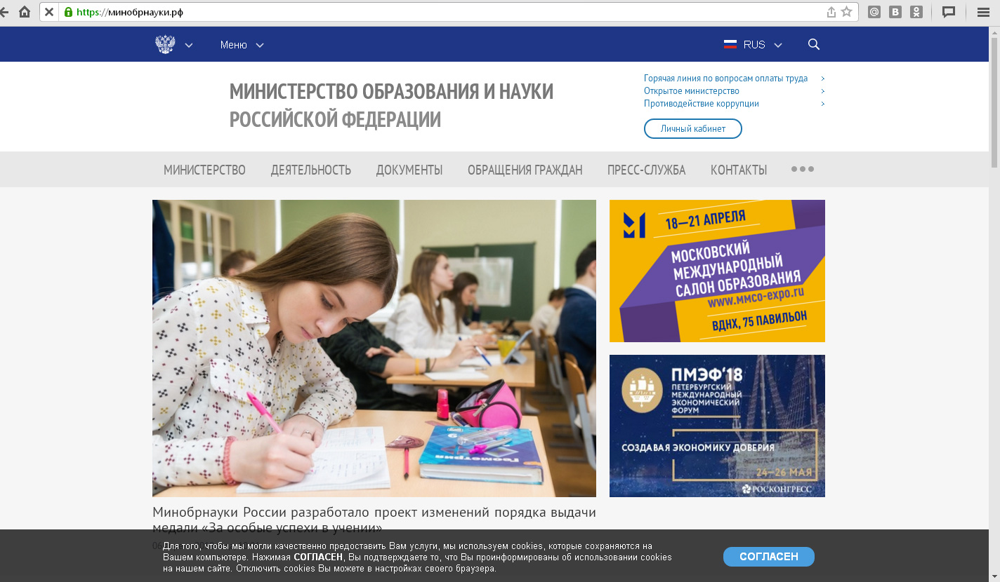 https://минобрнауки.рф
Меню
RUS
МИНИСТЕРСТВО ОБРАЗОВАНИЯ И НАУКИ
РОССИЙСКОЙ ФЕДЕРАЦИИ
Горячая линия по вопросам оплаты труда
Открытое министерство
Противодействие коррупции
Личный кабинет
МИНИСТЕРСТВО ДЕЯТЕЛЬНОСТЬ ДОКУМЕНТЫ ОБРАЩЕНИЯ ГРАЖДАН ПРЕСС-СЛУЖБА КОНТАКТЫ
Геометрия
18—21 АПРЕЛЯ
МОСКОВСКИЙ
МЕЖДУНАРОДНЫЙ
САЛОН ОБРАЗОВАНИЯ
www.mmco-expo.ru
ВДНХ, 75 ПАВИЛЬОН
ПМЭФ'18
ПЕТЕРБУРГСКИЙ
МЕЖДУНАРОДНЫЙ
ЭКОНОМИЧЕСКИЙ
ФОРУМ
СОЗДАВАЯ ЭКОНОМИКУ ДОВЕРИЯ
24–26 МАЯ
РОСКОНГРЕСС
Минобрнауки России разработало проект изменений порядка выдачи
медали «За особые успехи в учении»
Для того, чтобы мы могли качественно предоставить Вам услуги, мы используем cookies, которые сохраняются на
Вашем компьютере. Нажимая СОГЛАСЕН, Вы подтверждаете то, что Вы проинформированы об использовании cookies
на нашем сайте. Отключить cookies Вы можете в настройках своего браузера.
СОГЛАСЕН